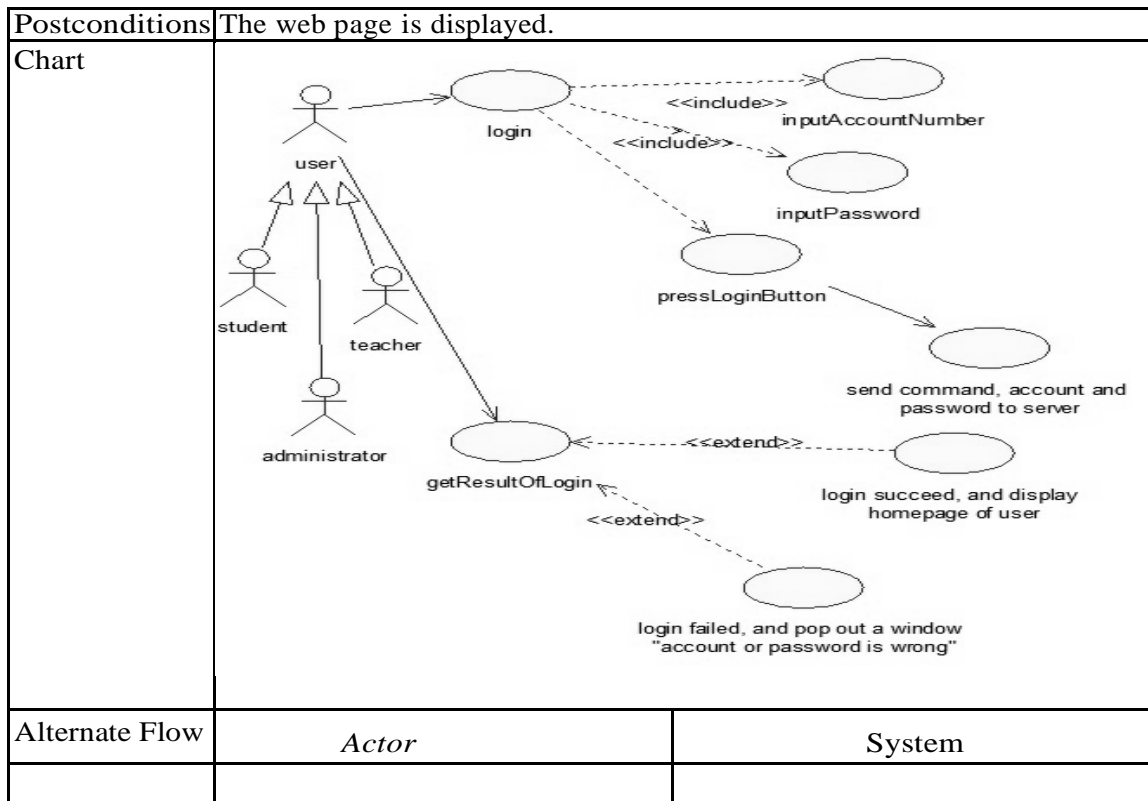 Postconditions The web page is displayed.
Chart
<<include>>
inputAccountNumber
login
<<include>>
user
inputPassword
pressLoginButton
student
teacher
send command, account and
password to server
<<extend>>
administrator
getResultOfLogin
login succeed, and display
homepage of user
<<extend>>
login failed, and pop out a window
"account or password is wrong"
Alternate Flow Actor System